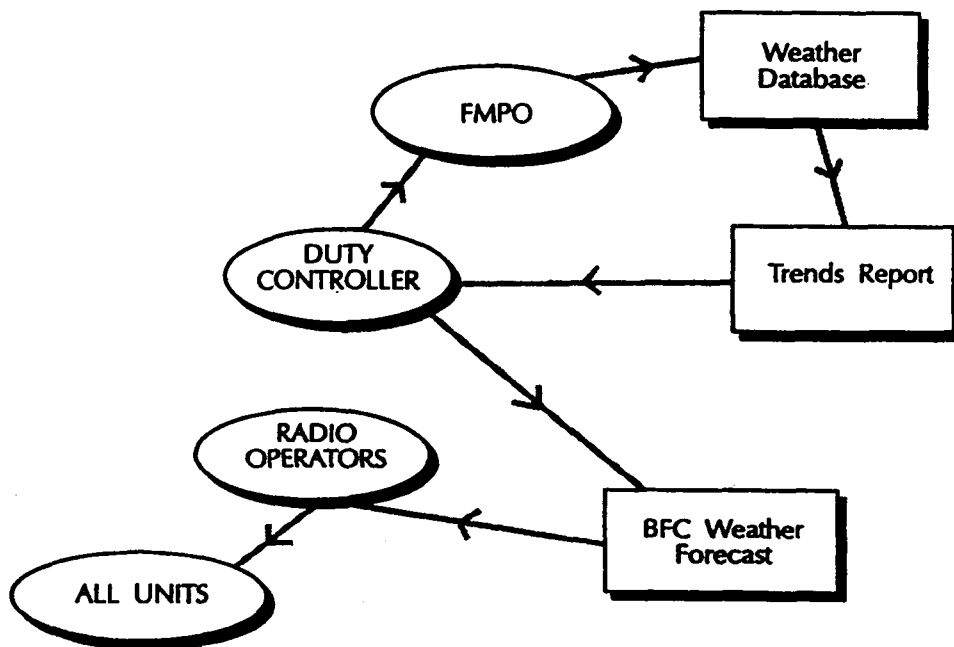 Weather
Database
FMPO
DUTY
CONTROLLER
Trends Report
RADIO
OPERATORS
BFC Weather
Forecast
ALL UNITS